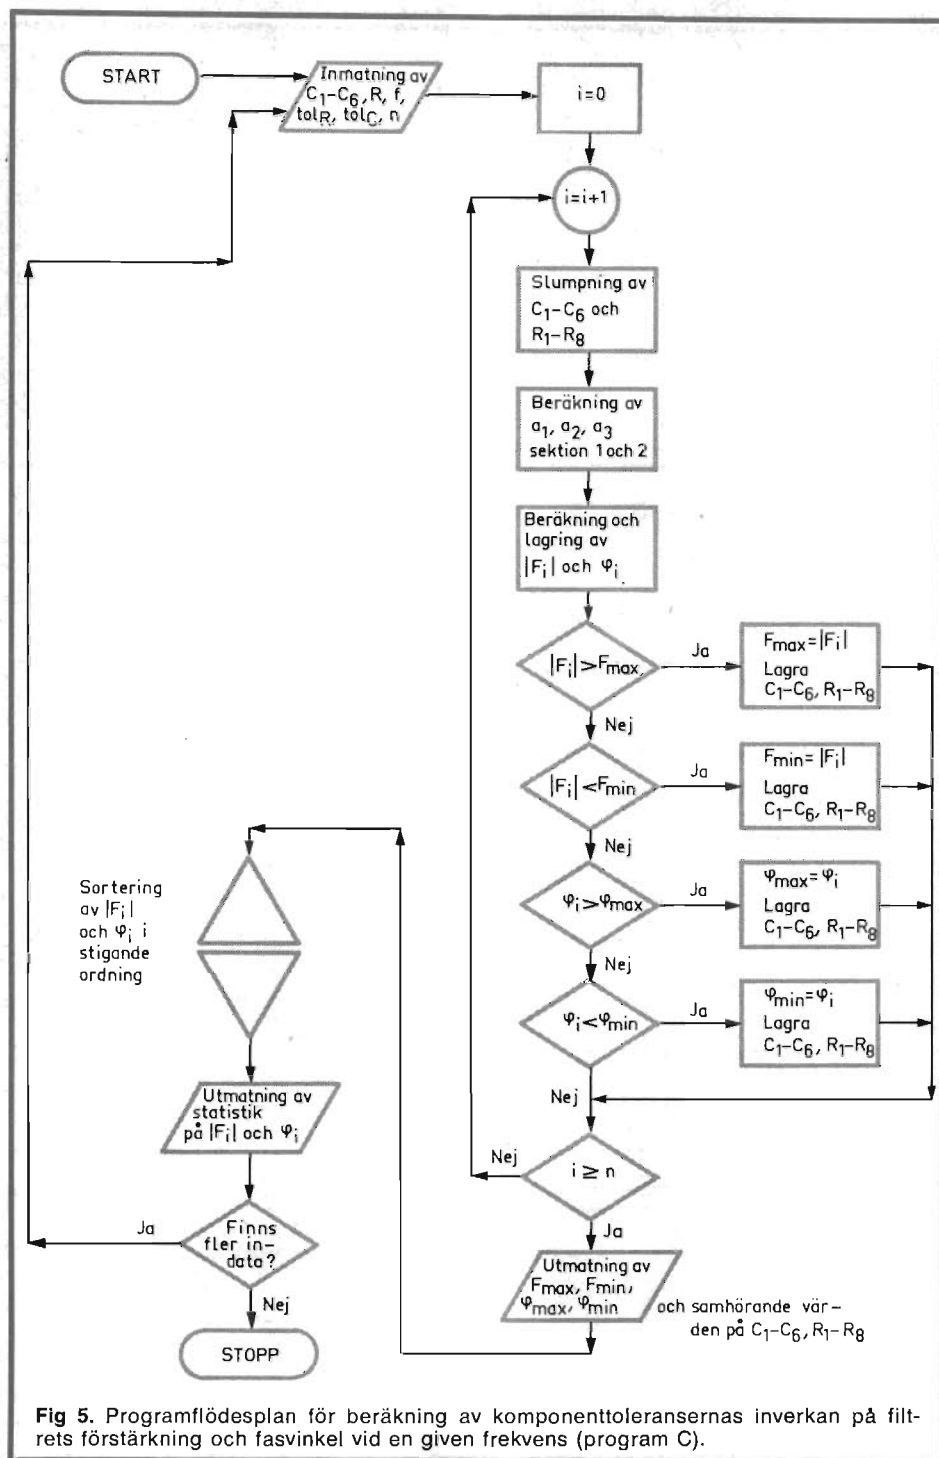 START
Inmatning av
C₁–C₆, R, f,
tolR, tolC, n
i=0
i=i+1
Slumpning av
C₁–C₆ och
R₁–R₈
Beräkning av
a₁, a₂, a₃
sektion 1 och 2
Beräkning och
lagring av
|Fᵢ| och φᵢ
|Fᵢ|>Fmax
Ja
Fmax=|Fᵢ|
Lagra
C₁–C₆, R₁–R₈
Nej
|Fᵢ|<Fmin
Ja
Fmin=|Fᵢ|
Lagra
C₁–C₆, R₁–R₈
Nej
φᵢ>φmax
Ja
φmax=φᵢ
Lagra
C₁–C₆, R₁–R₈
Nej
φᵢ<φmin
Ja
φmin=φᵢ
Lagra
C₁–C₆, R₁–R₈
Nej
i≧n
Nej
Ja
Utmatning av
Fmax, Fmin,
φmax, φmin
och samhörande vär–
den på C₁–C₆, R₁–R₈
Sortering
av |Fᵢ|
och φᵢ i
stigande
ordning
Utmatning av
statistik
på |Fᵢ| och φᵢ
Finns
fler in-
data?
Ja
Nej
STOPP
Fig 5. Programflödesplan för beräkning av komponenttoleransernas inverkan på filt-
rets förstärkning och fasvinkel vid en given frekvens (program C).